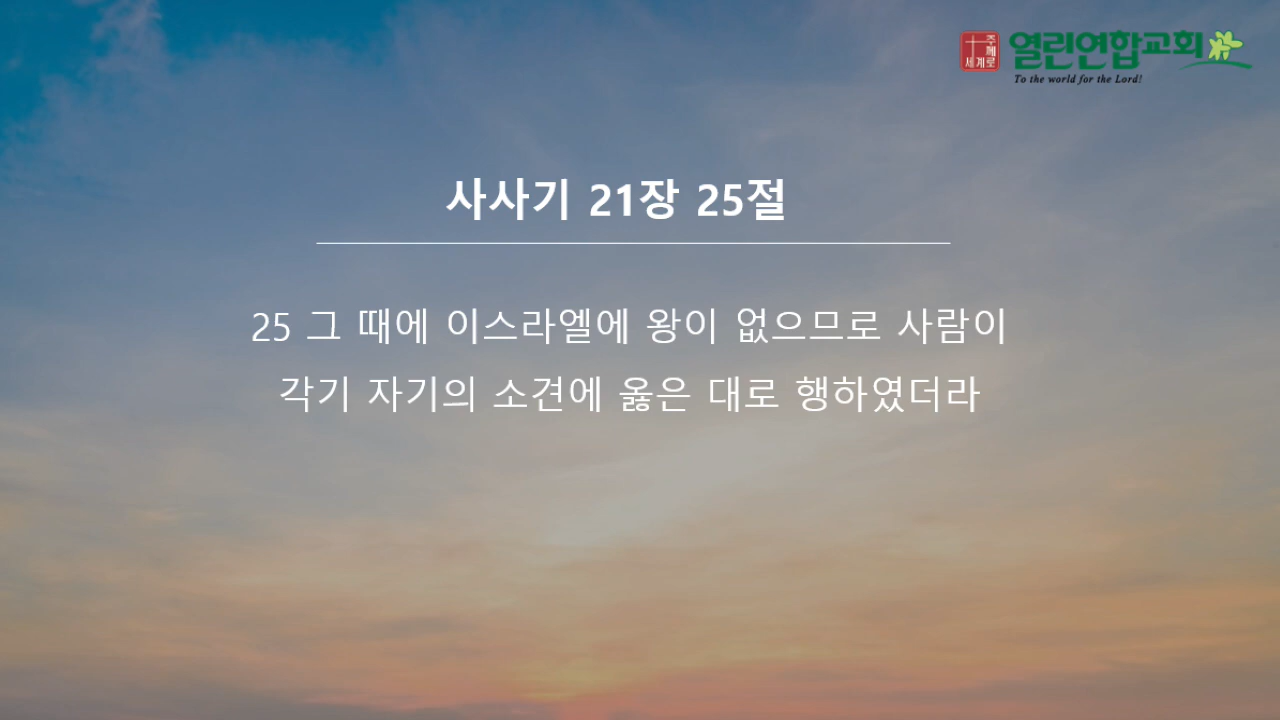 주께 세계로
열린연합교회
To the world for the Lord!
사사기 21장 25절
25 그 때에 이스라엘에 왕이 없으므로 사람이
각기 자기의 소견에 옳은 대로 행하였더라